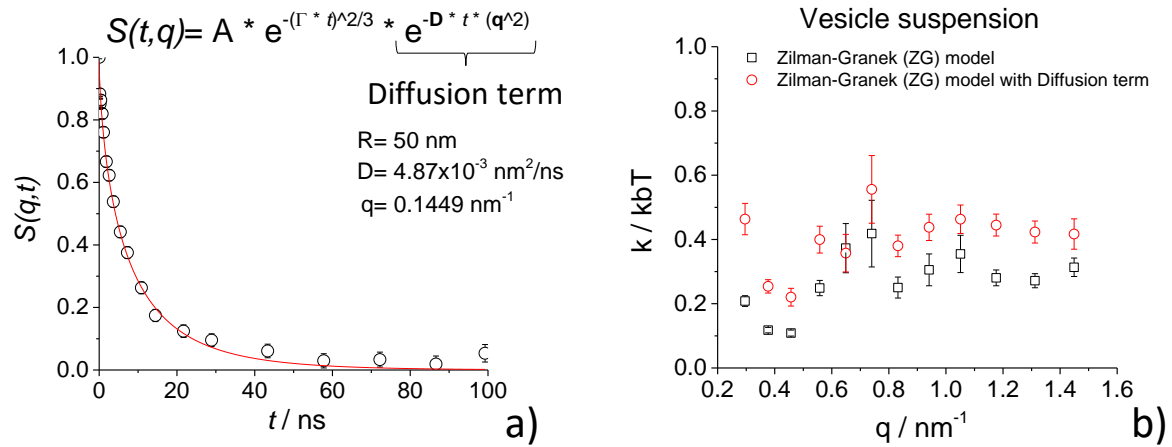 S(t,q)= A * e^-(Γ * t)^2/3 * e^-D * t * (q^2)
Diffusion term
R= 50 nm
D= 4.87x10^-3 nm^2/ns
q= 0.1449 nm^-1
1.0
0.8
0.6
0.4
0.2
0.0
S(q,t)
0 20 40 60 80 100
t / ns
a)
Vesicle suspension
Zilman-Granek (ZG) model
Zilman-Granek (ZG) model with Diffusion term
1.0
0.8
0.6
0.4
0.2
0.0
k / kbT
0.2 0.4 0.6 0.8 1.0 1.2 1.4 1.6
q / nm^-1
b)